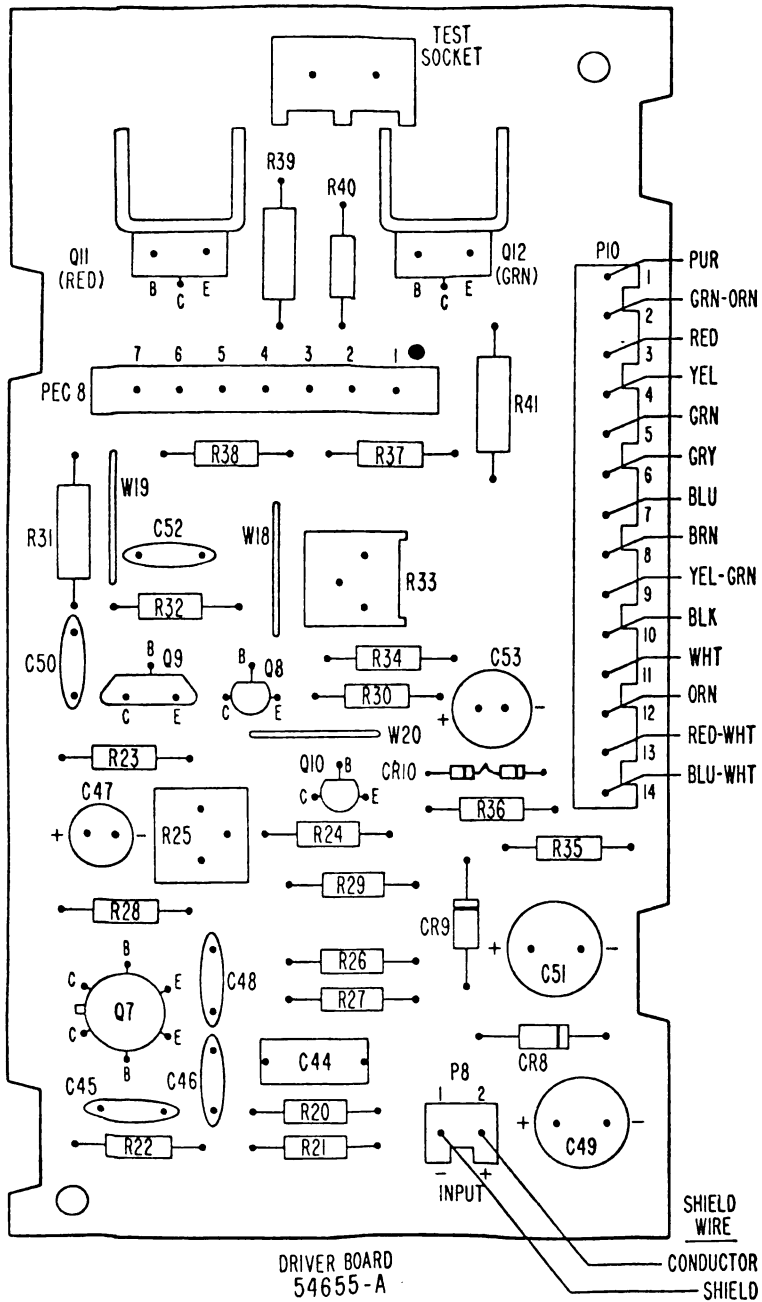 TEST
SOCKET
R39
R40
Q11
(RED)
B
C
E
Q12
(GRN)
B
C
E
P10
1
PUR
2
GRN-ORN
3
RED
4
YEL
5
GRN
6
GRY
7
BLU
8
BRN
9
YEL-GRN
10
BLK
11
WHT
12
ORN
13
RED-WHT
14
BLU-WHT
7 6 5 4 3 2 1
PEC 8
R41
R38
R37
W19
R31
C52
W18
R33
R32
C50
B
Q9
C
E
B
Q8
C
E
R34
C53
R30
+
-
W20
R23
Q10
B
C
E
CR10
R36
C47
+
-
R25
R24
R35
R29
R28
CR9
+
-
C51
B
C
E
Q7
C
E
B
C48
R26
R27
CR8
C44
P8
1 2
C45
C46
R20
+
-
C49
R22
R21
- +
INPUT
SHIELD
WIRE
CONDUCTOR
SHIELD
DRIVER BOARD
54655-A